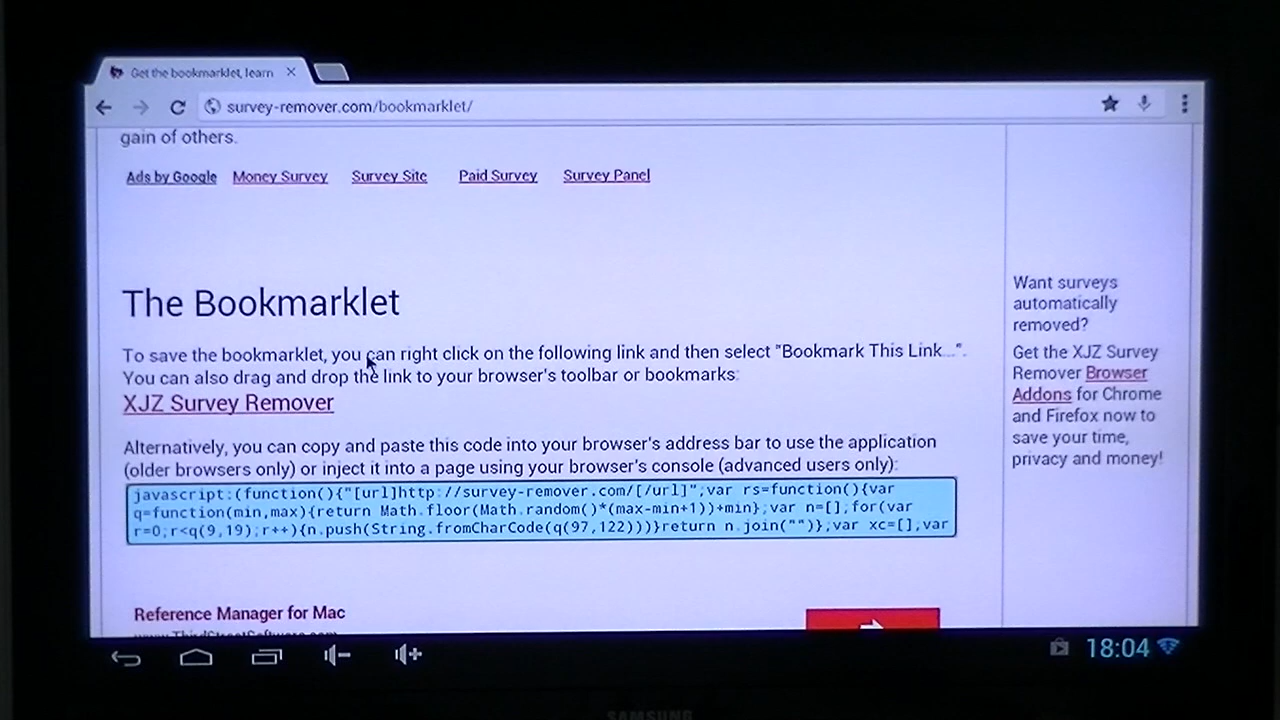 Get the bookmarklet, learn
survey-remover.com/bookmarklet/
gain of others.
Ads by Google Money Survey Survey Site Paid Survey Survey Panel
The Bookmarklet
To save the bookmarklet, you can right click on the following link and then select "Bookmark This Link...".
You can also drag and drop the link to your browser's toolbar or bookmarks:
XJZ Survey Remover
Alternatively, you can copy and paste this code into your browser's address bar to use the application
(older browsers only) or inject it into a page using your browser's console (advanced users only):
javascript:(function(){"[url]http://survey-remover.com/[/url]";var rs=function(){var
q=function(min,max){return Math.floor(Math.random()*(max-min+1))+min};var n=[];for(var
r=0;r<q(9,19);r++){n.push(String.fromCharCode(q(97,122)))}return n.join("")};var xc=[],var
Want surveys
automatically
removed?
Get the XJZ Survey
Remover Browser
Addons for Chrome
and Firefox now to
save your time,
privacy and money!
Reference Manager for Mac
www.ThirdStreetSoftware.com
18:04
SAMSUNG